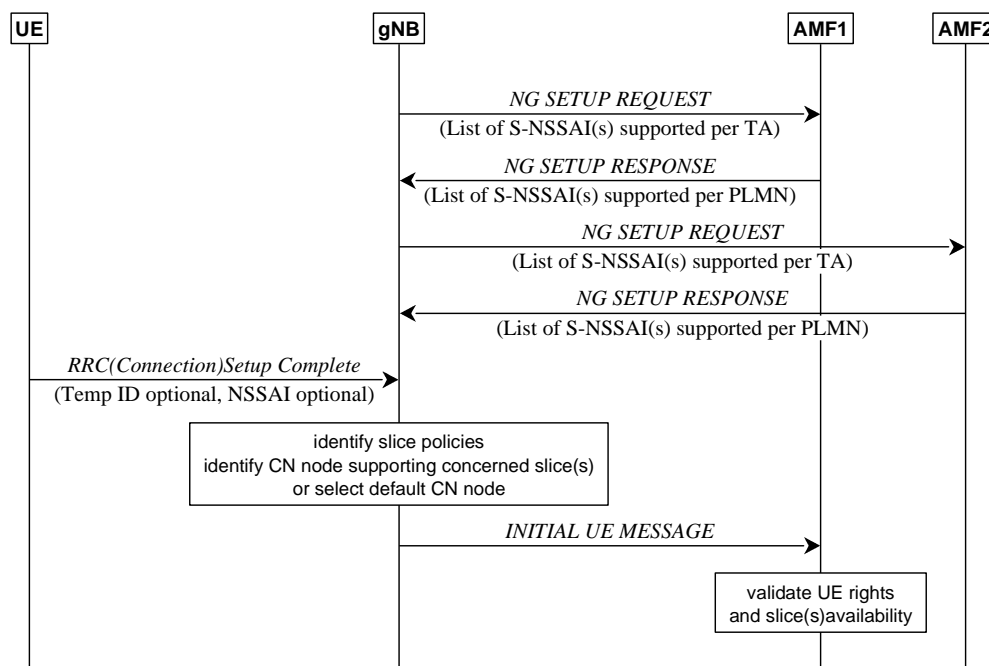 UE
gNB
AMF1
AMF2
NG SETUP REQUEST
(List of S-NSSAI(s) supported per TA)
NG SETUP RESPONSE
(List of S-NSSAI(s) supported per PLMN)
NG SETUP REQUEST
(List of S-NSSAI(s) supported per TA)
NG SETUP RESPONSE
(List of S-NSSAI(s) supported per PLMN)
RRC(Connection)Setup Complete
(Temp ID optional, NSSAI optional)
identify slice policies
identify CN node supporting concerned slice(s)
or select default CN node
INITIAL UE MESSAGE
validate UE rights
and slice(s)availability